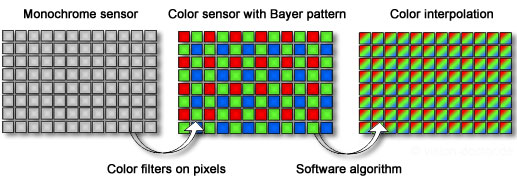 Monochrome sensor
Color sensor with Bayer pattern
Color interpolation
Color filters on pixels
Software algorithm